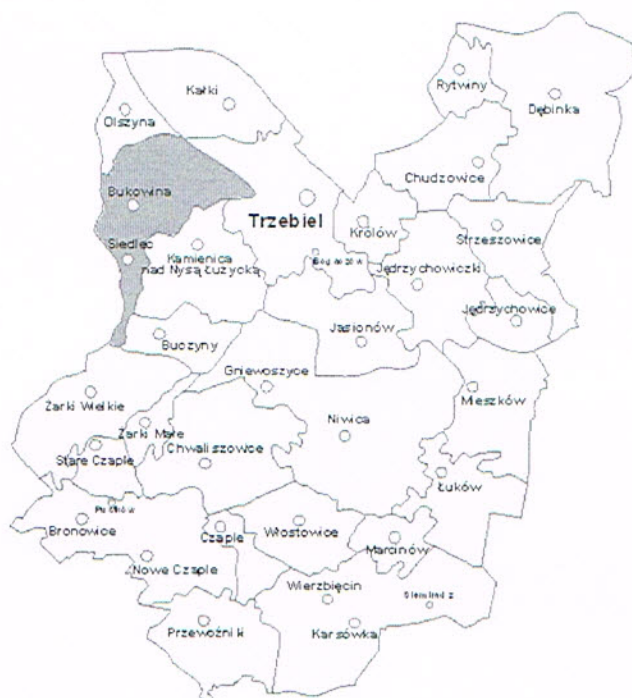 Rytwiny
Kałki
Dębinka
Olszyna
Chudzowice
Bukowina
Trzebiel
Królów
Strzeszowice
Siedlec
Kamienica
nad Nysą Łużycką
Jędrzychowiczki
Jędrzychowice
Buczyny
Jasionów
Gniewoszyce
Żarki Wielkie
Mieszków
Żarki Małe
Niwica
Stare Czaple
Chwaliszowice
Łuków
Bronowice
Czaple
Włostowice
Marcinów
Nowe Czaple
Wierzbięcin
Przewoźnik
Karsówka